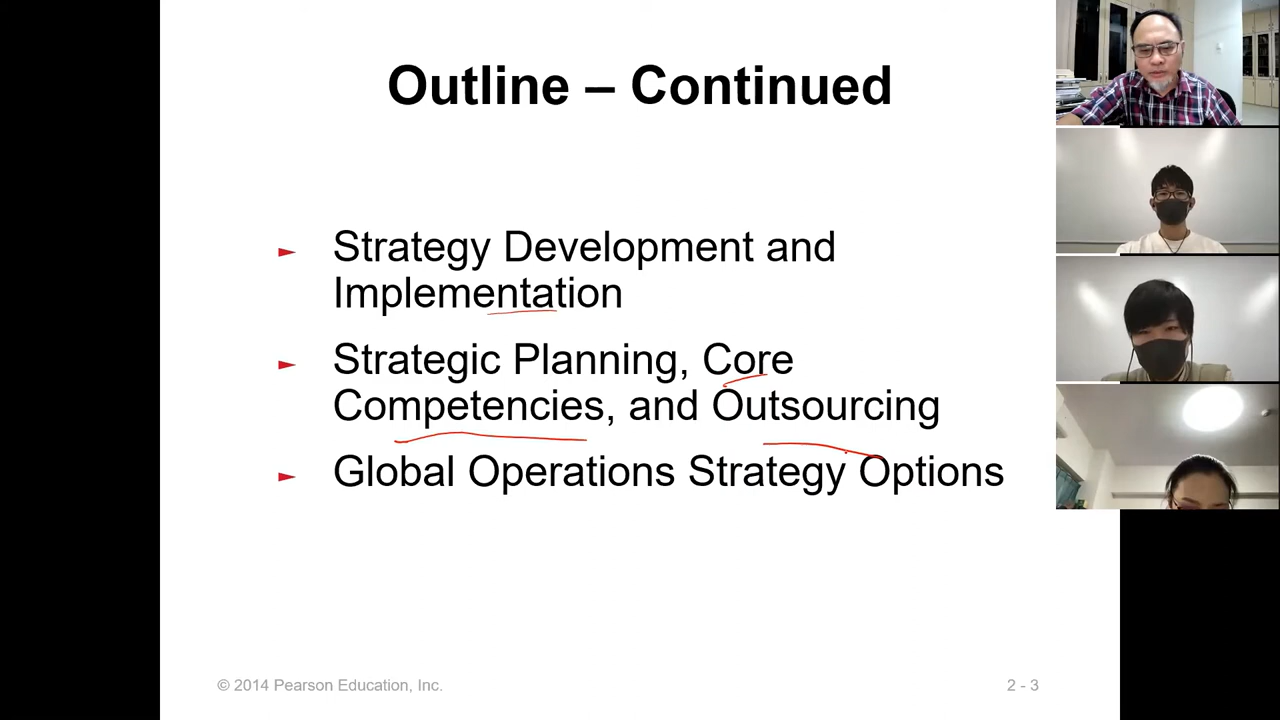 Outline – Continued
► Strategy Development and
Implementation
► Strategic Planning, Core
Competencies, and Outsourcing
► Global Operations Strategy Options
© 2014 Pearson Education, Inc.
2 - 3